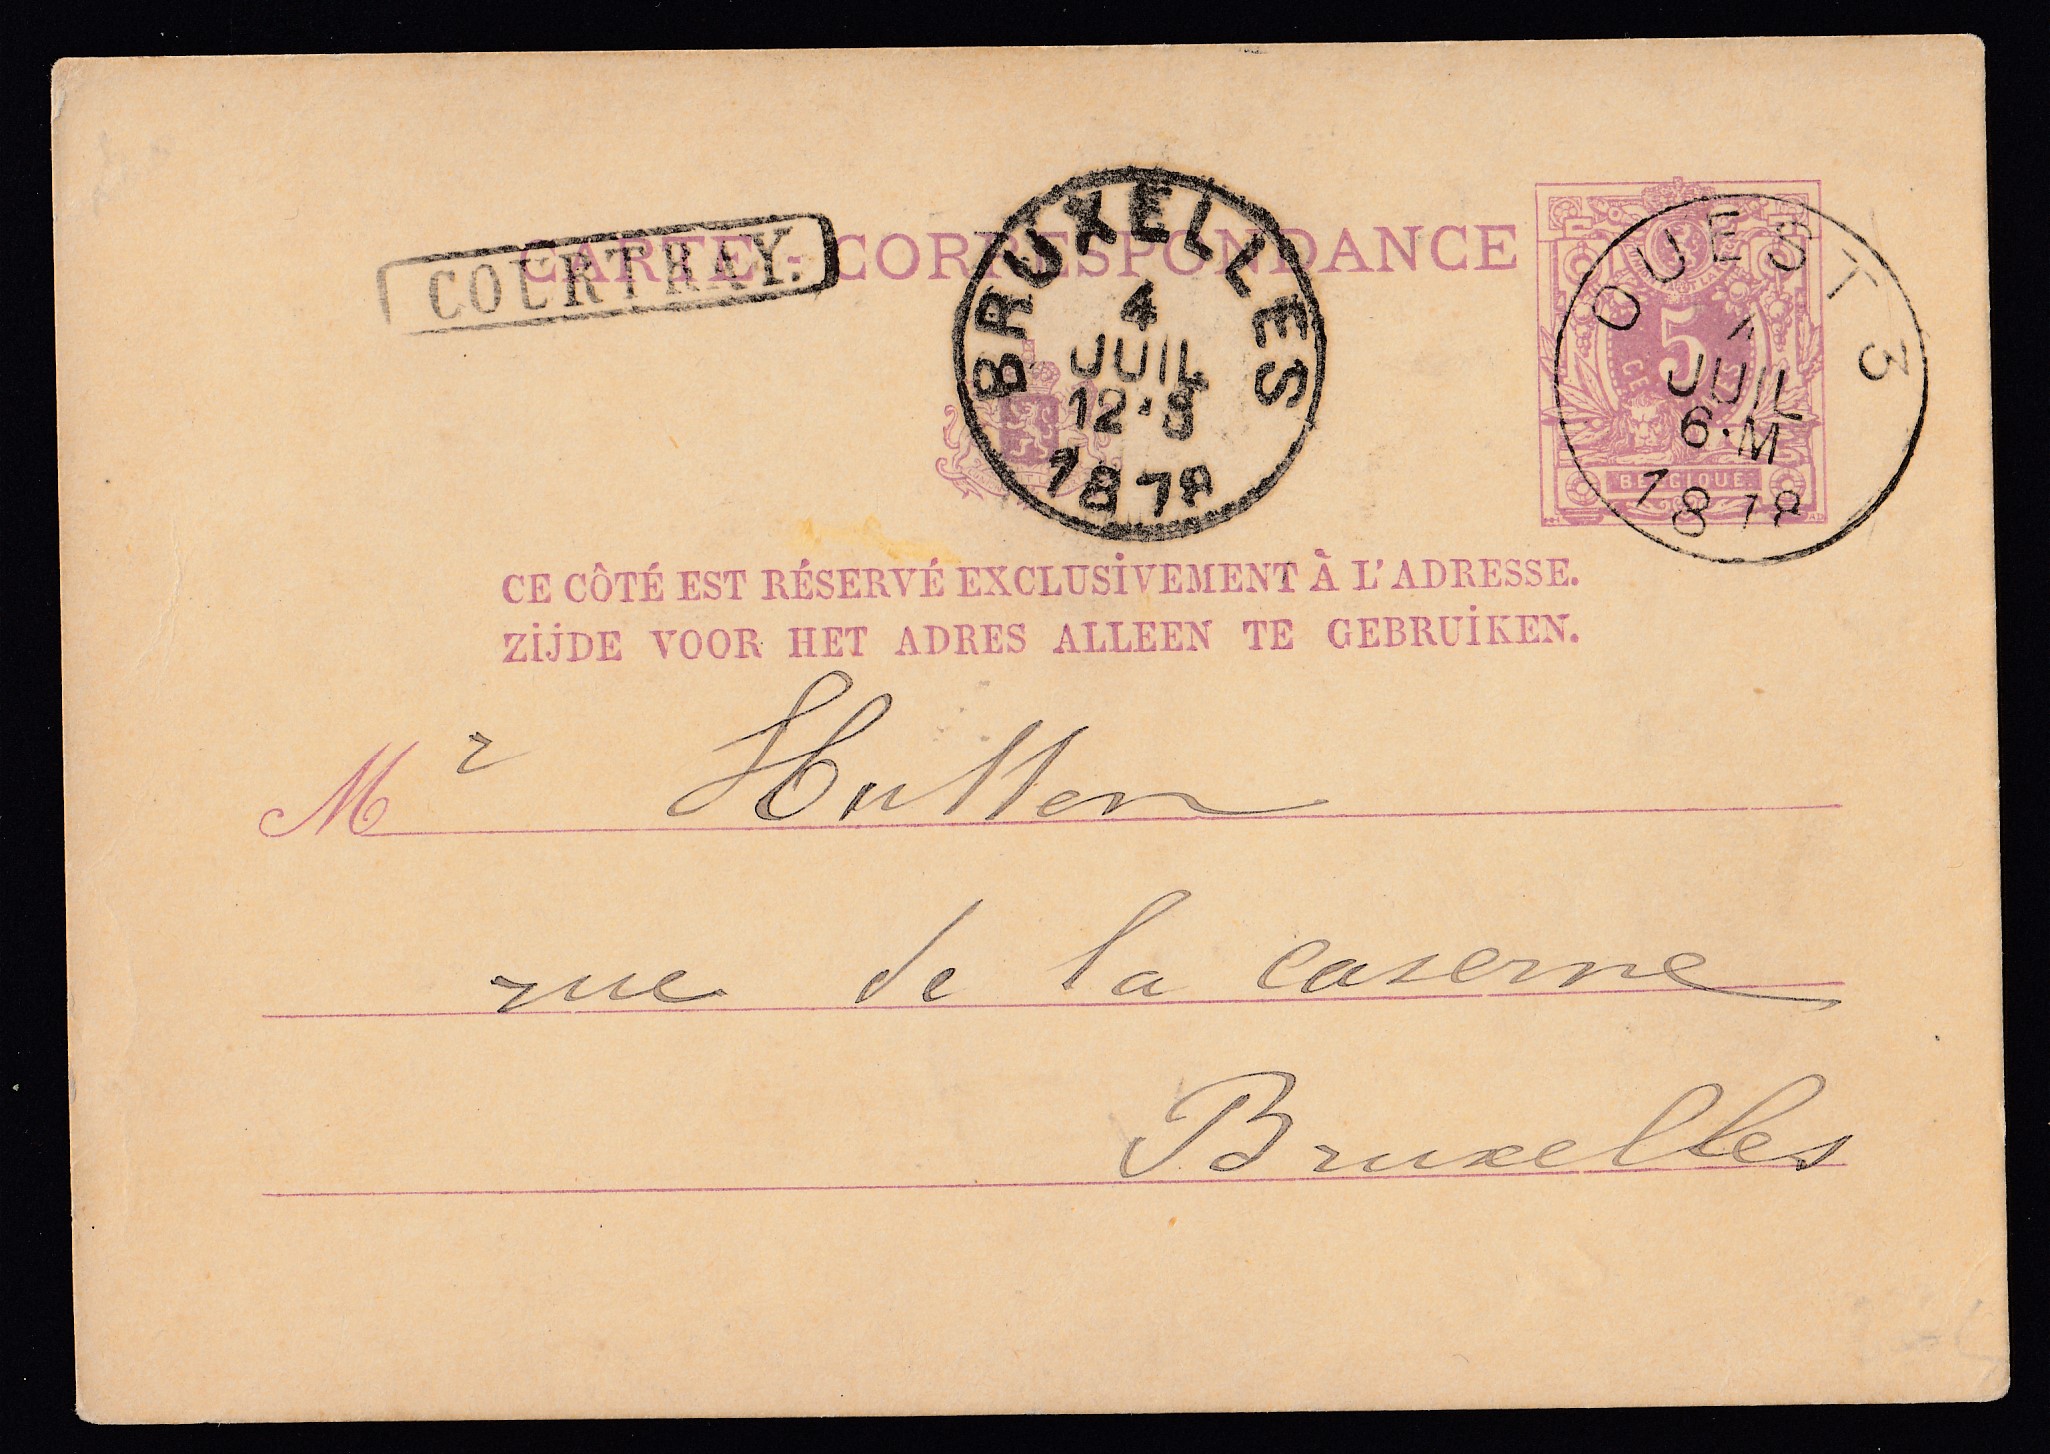 COURTRAY.
CARTE-CORRESPONDANCE
BRUXELLES
4
JUIL
12·8
1878
OUEST 3
JUIL
6·M
1878
5
BELGIQUE
CE CÔTÉ EST RÉSERVÉ EXCLUSIVEMENT À L'ADRESSE.
ZIJDE VOOR HET ADRES ALLEEN TE GEBRUIKEN.
Mr Hutten
rue de la caserne
Bruxelles